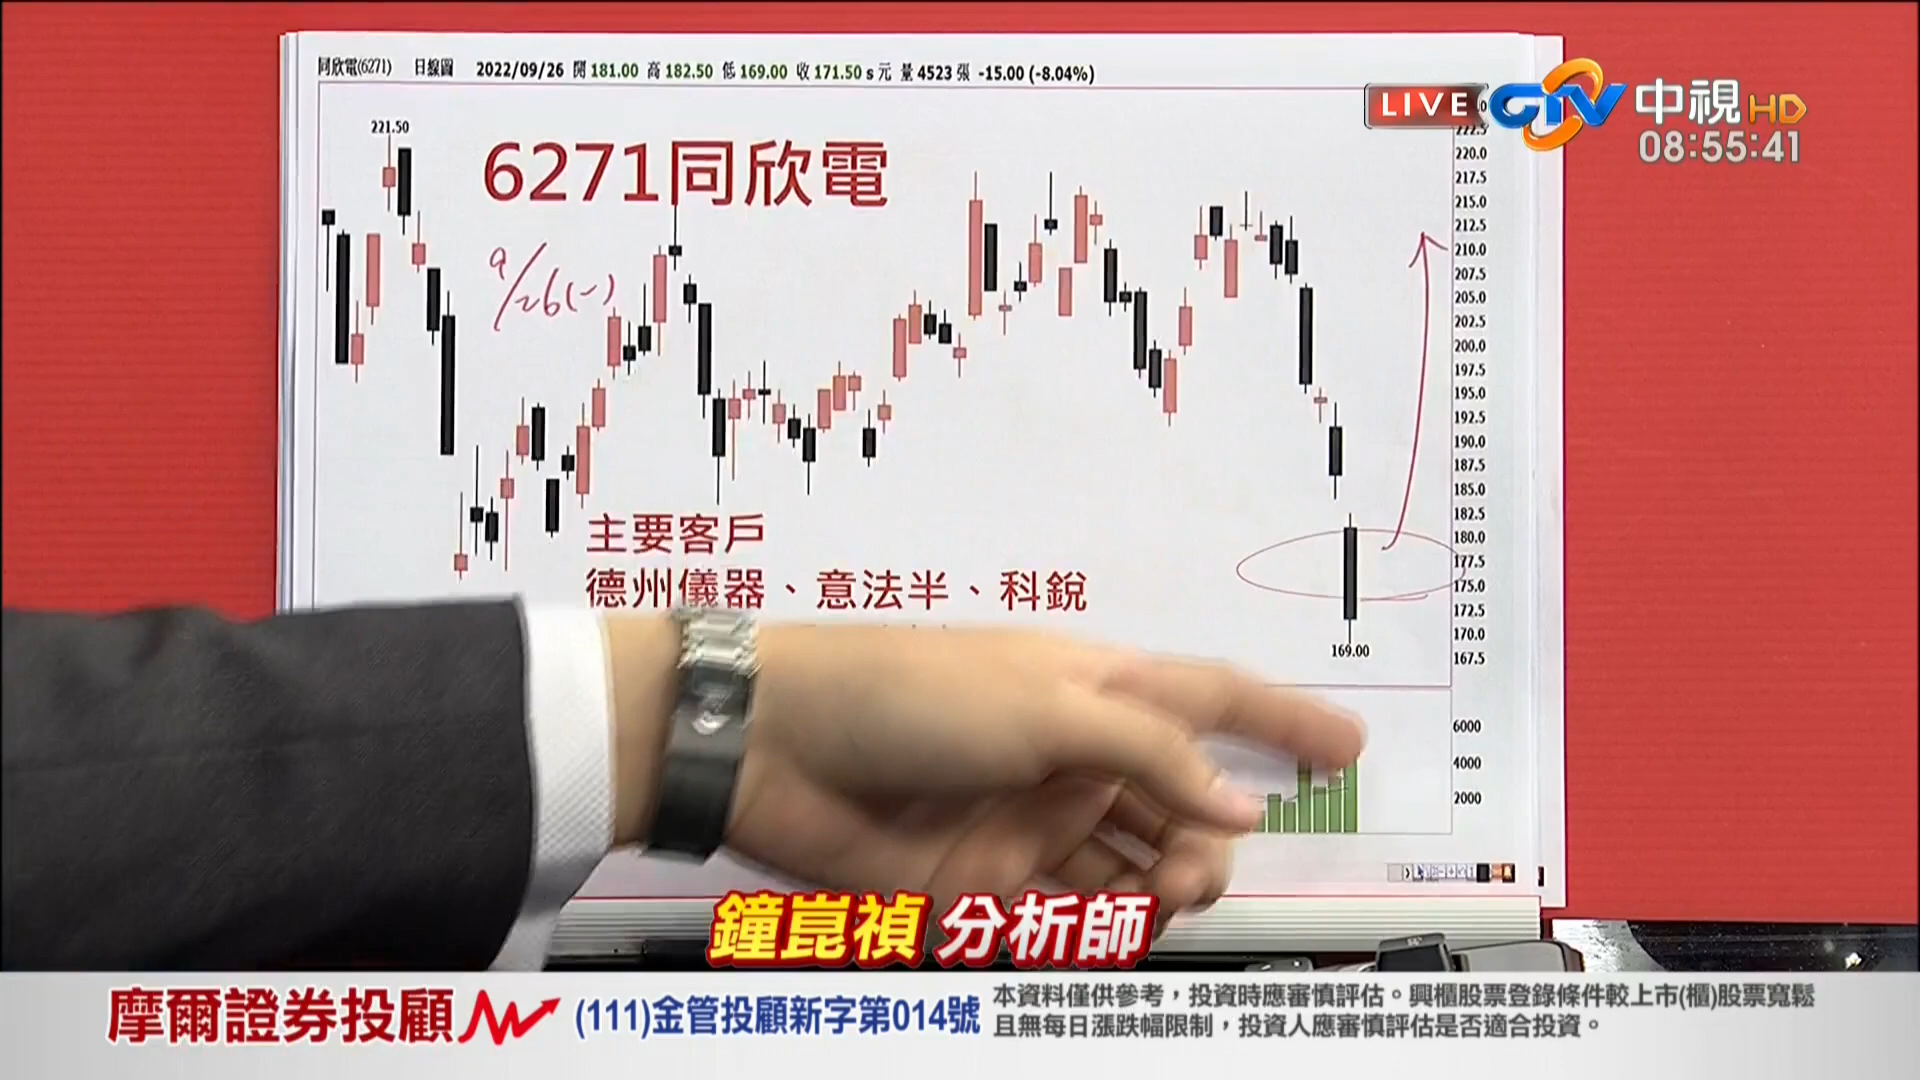 同欣電(6271) 日線圖 2022/09/26 開 181.00 高 182.50 低 169.00 收 171.50 s 元 量 4523 張 -15.00 (-8.04%)
LIVE CTV 中視HD
08:55:41
221.50
6271同欣電
9/26(一)
222.5
220.0
217.5
215.0
212.5
210.0
207.5
205.0
202.5
200.0
197.5
195.0
192.5
190.0
187.5
185.0
182.5
180.0
177.5
175.0
172.5
170.0
167.5
主要客戶
德州儀器、意法半、科銳
169.00
6000
4000
2000
鐘崑禎 分析師
摩爾證券投顧
(111)金管投顧新字第014號
本資料僅供參考，投資時應審慎評估。興櫃股票登錄條件較上市(櫃)股票寬鬆
且無每日漲跌幅限制，投資人應審慎評估是否適合投資。